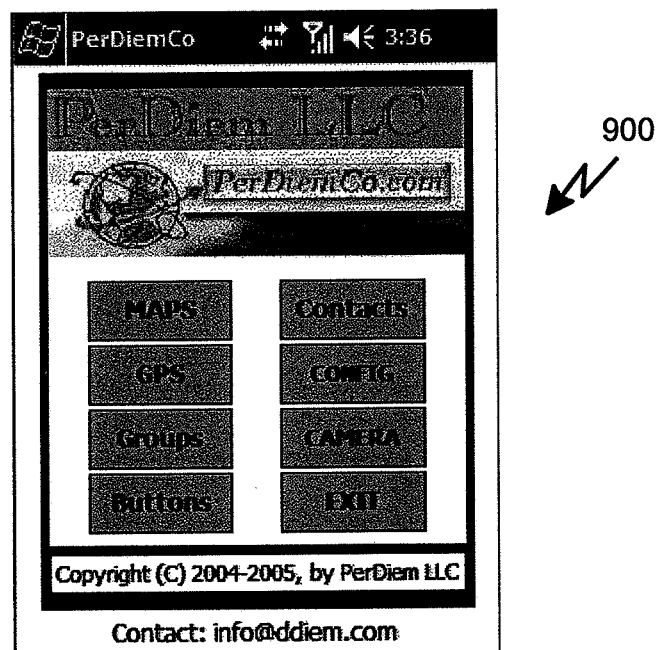 PerDiemCo 3:36
PerDiem LLC
900
PerDiemCo.com
MAPS Contacts
GPS CONFIG
Groups CAMERA
Buttons EXIT
Copyright (C) 2004-2005, by PerDiem LLC
Contact: info@ddiem.com